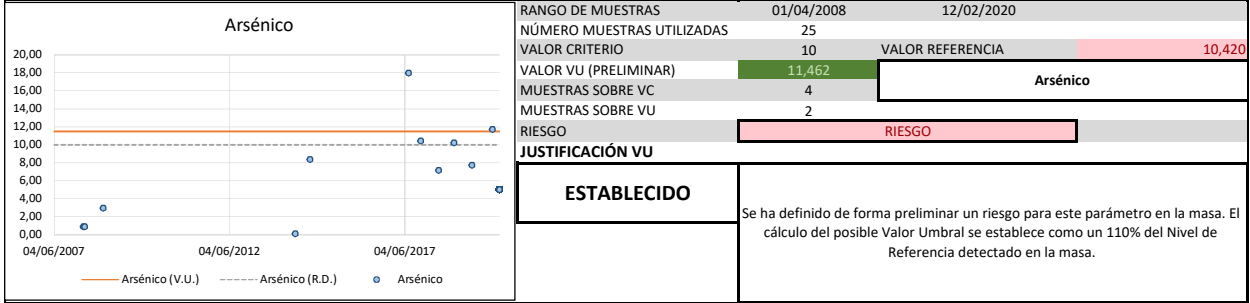 Arsénico
20,00
18,00
16,00
14,00
12,00
10,00
8,00
6,00
4,00
2,00
0,00
04/06/2007 04/06/2012 04/06/2017
Arsénico (V.U.) Arsénico (R.D.) Arsénico
RANGO DE MUESTRAS 01/04/2008 12/02/2020
NÚMERO MUESTRAS UTILIZADAS 25
VALOR CRITERIO 10 VALOR REFERENCIA 10,420
VALOR VU (PRELIMINAR) 11,462
Arsénico
MUESTRAS SOBRE VC 4
MUESTRAS SOBRE VU 2
RIESGO RIESGO
JUSTIFICACIÓN VU
ESTABLECIDO
Se ha definido de forma preliminar un riesgo para este parámetro en la masa. El
cálculo del posible Valor Umbral se establece como un 110% del Nivel de
Referencia detectado en la masa.